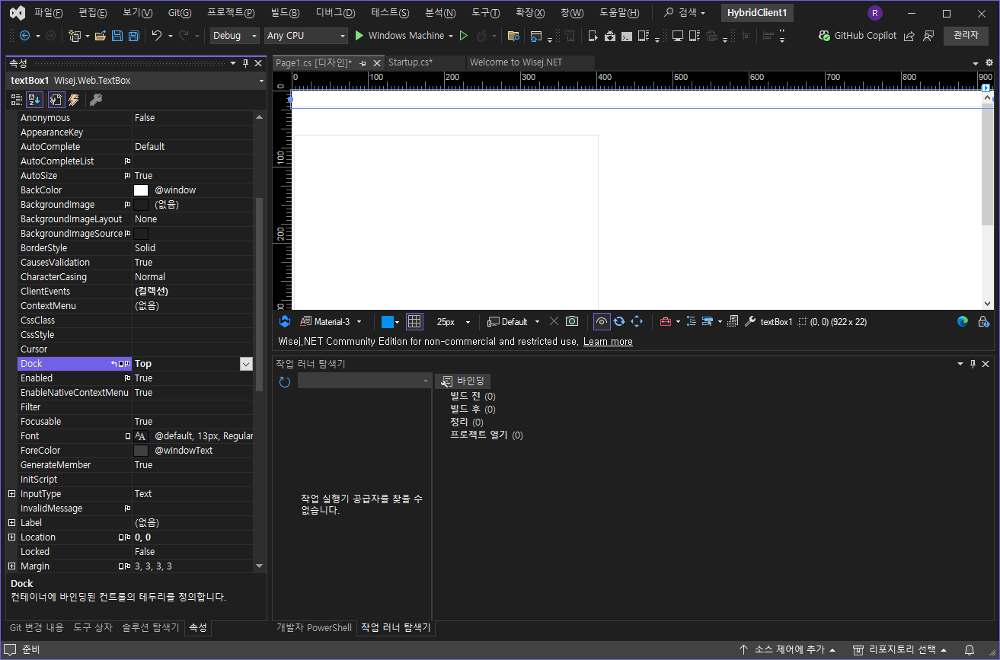 파일(F) 편집(E) 보기(V) Git(G) 프로젝트(P) 빌드(B) 디버그(D) 테스트(S) 분석(N) 도구(T) 확장(X) 창(W) 도움말(H) 검색 HybridClient1 R
Debug Any CPU Windows Machine GitHub Copilot 관리자
속성
textBox1 Wisej.Web.TextBox
Anonymous False
AppearanceKey
AutoComplete Default
AutoCompleteList
AutoSize True
BackColor @window
BackgroundImage (없음)
BackgroundImageLayout None
BackgroundImageSource
BorderStyle Solid
CausesValidation True
CharacterCasing Normal
ClientEvents (컬렉션)
ContextMenu (없음)
CssClass
CssStyle
Cursor
Dock Top
Enabled True
EnableNativeContextMenu True
Filter
Focusable True
Font @default, 13px, Regular
ForeColor @windowText
GenerateMember True
InitScript
InputType Text
InvalidMessage
Label (없음)
Location 0, 0
Locked False
Margin 3, 3, 3, 3
Dock
컨테이너에 바인딩된 컨트롤의 테두리를 정의합니다.
Git 변경 내용 도구 상자 솔루션 탐색기 속성
Page1.cs [디자인]* Startup.cs* Welcome to Wisej.NET
0 100 200 300 400 500 600 700 800 900
0
100
200
Material-3 25px Default textBox1 (0, 0) (922 x 22)
Wisej.NET Community Edition for non-commercial and restricted use, Learn more
작업 러너 탐색기
바인딩
빌드 전 (0)
빌드 후 (0)
정리 (0)
프로젝트 열기 (0)
작업 실행기 공급자를 찾을 수
없습니다.
개발자 PowerShell 작업 러너 탐색기
준비 소스 제어에 추가 리포지토리 선택